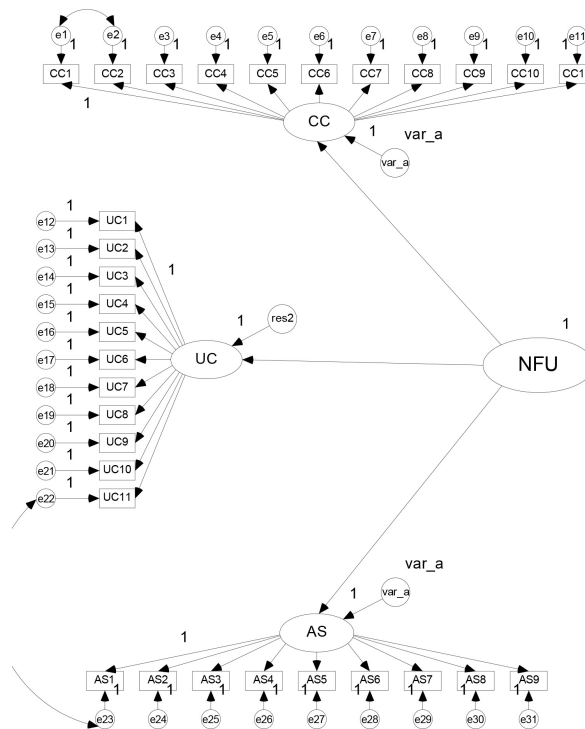 e1 e2 e3 e4 e5 e6 e7 e8 e9 e10 e11
1 1 1 1 1 1 1 1 1 1 1
CC1 CC2 CC3 CC4 CC5 CC6 CC7 CC8 CC9 CC10 CC1
1
CC
1 var_a
var_a
1
e12 UC1
1
e13 UC2
1 1
e14 UC3
1
e15 UC4
1
e16 UC5
1 res2
1
e17 UC6
UC
1
NFU
1
e18 UC7
1
e19 UC8
1
e20 UC9
1
e21 UC10
1
e22 UC11
var_a
1 var_a
AS
1
AS1 AS2 AS3 AS4 AS5 AS6 AS7 AS8 AS9
1 1 1 1 1 1 1 1 1
e23 e24 e25 e26 e27 e28 e29 e30 e31